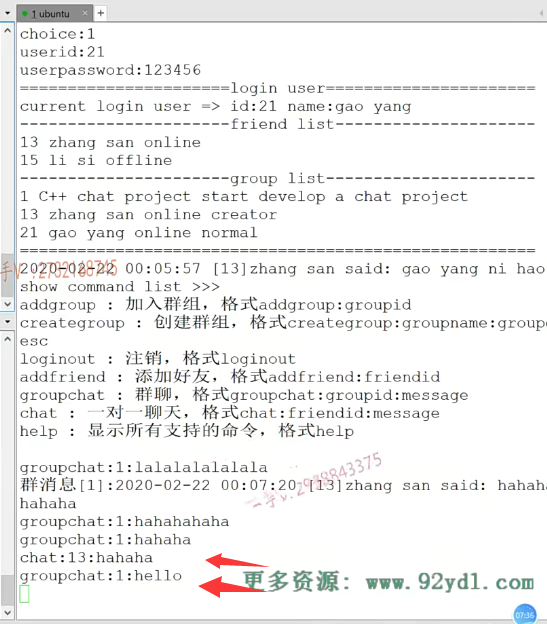 1 ubuntu
choice:1
userid:21
userpassword:123456
======================login user======================
current login user => id:21 name:gao yang
----------------------friend list---------------------
13 zhang san online
15 li si offline
----------------------group list----------------------
1 C++ chat project start develop a chat project
13 zhang san online creator
21 gao yang online normal
======================================================
2020-02-22 00:05:57 [13]zhang san said: gao yang ni hao
show command list >>>
addgroup : 加入群组，格式addgroup:groupid
creategroup : 创建群组，格式creategroup:groupname:group
esc
loginout : 注销，格式loginout
addfriend : 添加好友，格式addfriend:friendid
groupchat : 群聊，格式groupchat:groupid:message
chat : 一对一聊天，格式chat:friendid:message
help : 显示所有支持的命令，格式help
groupchat:1:lalalalalalala
群消息[1]:2020-02-22 00:07:20 [13]zhang san said: hahaha
hahaha
groupchat:1:hahahahaha
groupchat:1:hahaha
chat:13:hahaha
groupchat:1:hello
更多资源: www.92ydl.com
07:35